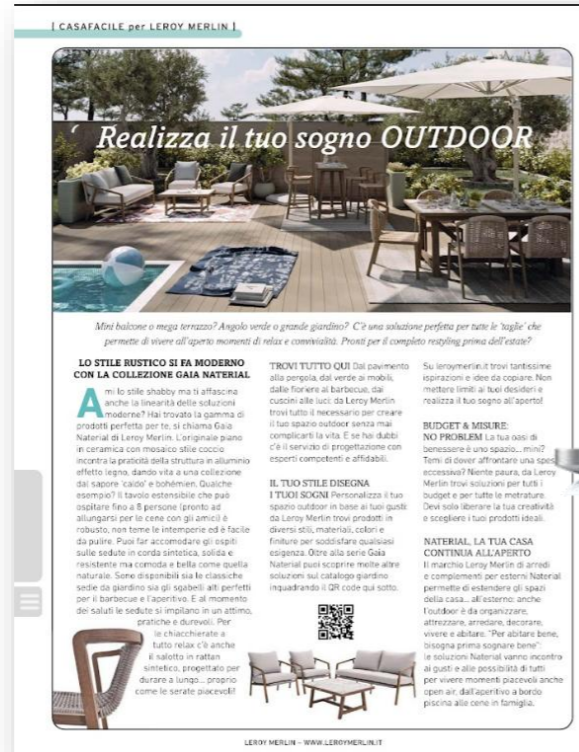 [ CASAFACILE per LEROY MERLIN ]
Realizza il tuo sogno OUTDOOR
Mini balcone o mega terrazzo? Angolo verde o grande giardino? C'è una soluzione perfetta per tutte le 'taglie' che
permette di vivere all'aperto momenti di relax e convivialità. Pronti per il completo restyling prima dell'estate?
LO STILE RUSTICO SI FA MODERNO
CON LA COLLEZIONE GAIA NATERIAL
Ami lo stile shabby ma ti affascina
anche la linearità delle soluzioni
moderne? Hai trovato la gamma di
prodotti perfetta per te, si chiama Gaia
Naterial di Leroy Merlin. L'originale piano
in ceramica con mosaico stile coccio
incontra la praticità della struttura in alluminio
effetto legno, dando vita a una collezione
dal sapore 'caldo' e bohémien. Qualche
esempio? Il tavolo estensibile che può
ospitare fino a 8 persone (pronto ad
allungarsi per le cene con gli amici) è
robusto, non teme le intemperie ed è facile
da pulire. Puoi far accomodare gli ospiti
sulle sedute in corda sintetica, solida e
resistente ma comoda e bella come quella
naturale. Sono disponibili sia le classiche
sedie da giardino sia gli sgabelli alti perfetti
per il barbecue e l'aperitivo. E al momento
dei saluti le sedute si impilano in un attimo,
pratiche e durevoli. Per
le chiacchierate a
tutto relax c'è anche
il salotto in rattan
sintetico, progettato per
durare a lungo... proprio
come le serate piacevoli!
TROVI TUTTO QUI Dal pavimento
alla pergola, dal verde ai mobili,
dalle fioriere al barbecue, dai
cuscini alle luci: da Leroy Merlin
trovi tutto il necessario per creare
il tuo spazio outdoor senza mai
complicarti la vita. E se hai dubbi
c'è il servizio di progettazione con
esperti competenti e affidabili.
IL TUO STILE DISEGNA
I TUOI SOGNI Personalizza il tuo
spazio outdoor in base ai tuoi gusti:
da Leroy Merlin trovi prodotti in
diversi stili, materiali, colori e
finiture per soddisfare qualsiasi
esigenza. Oltre alla serie Gaia
Naterial puoi scoprire molte altre
soluzioni sul catalogo giardino
inquadrando il QR code qui sotto.
Su leroymerlin.it trovi tantissime
ispirazioni e idee da copiare. Non
mettere limiti ai tuoi desideri e
realizza il tuo sogno all'aperto!
BUDGET & MISURE:
NO PROBLEM La tua oasi di
benessere è uno spazio... mini?
Temi di dover affrontare una spes
eccessiva? Niente paura, da Leroy
Merlin trovi soluzioni per tutti i
budget e per tutte le metrature.
Devi solo liberare la tua creatività
e scegliere i tuoi prodotti ideali.
NATERIAL, LA TUA CASA
CONTINUA ALL'APERTO
Il marchio Leroy Merlin di arredi
e complementi per esterni Naterial
permette di estendere gli spazi
della casa... all'esterno: anche
l'outdoor è da organizzare,
attrezzare, arredare, decorare,
vivere e abitare. "Per abitare bene,
bisogna prima sognare bene":
le soluzioni Naterial vanno incontro
ai gusti e alle possibilità di tutti
per vivere momenti piacevoli anche
open air, dall'aperitivo a bordo
piscina alle cene in famiglia.
LEROY MERLIN - WWW.LEROYMERLIN.IT